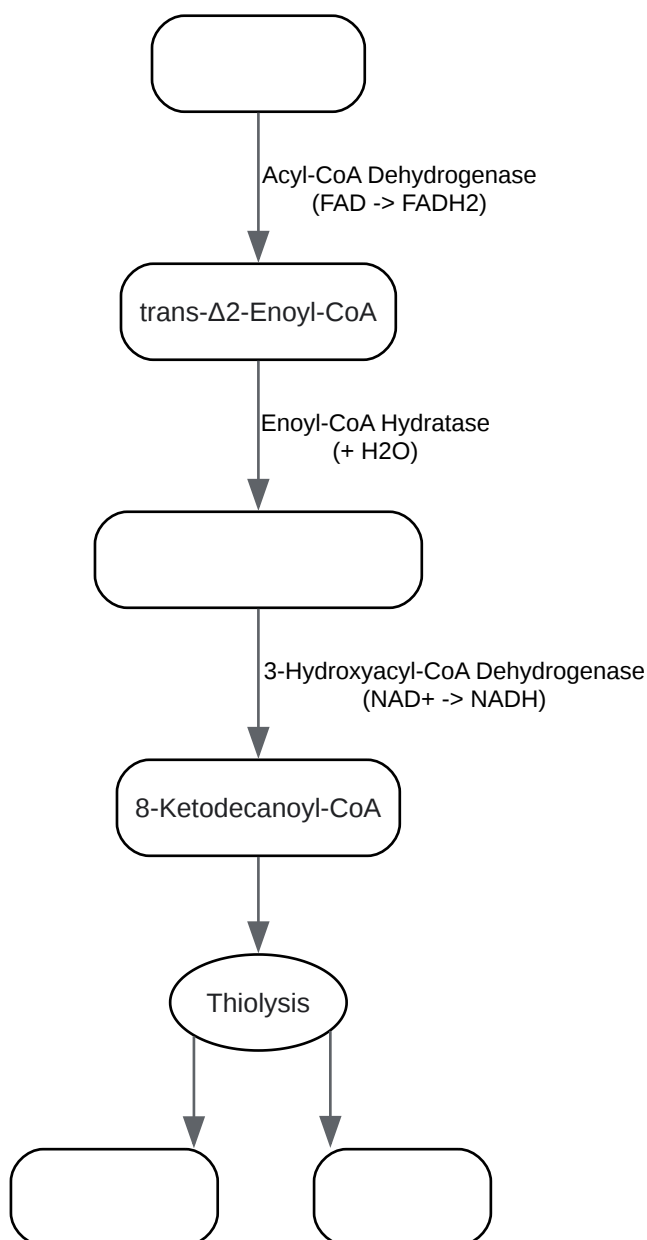 Acyl-CoA Dehydrogenase
(FAD -> FADH2)
trans-Δ2-Enoyl-CoA
Enoyl-CoA Hydratase
(+ H2O)
3-Hydroxyacyl-CoA Dehydrogenase
(NAD+ -> NADH)
8-Ketodecanoyl-CoA
Thiolysis